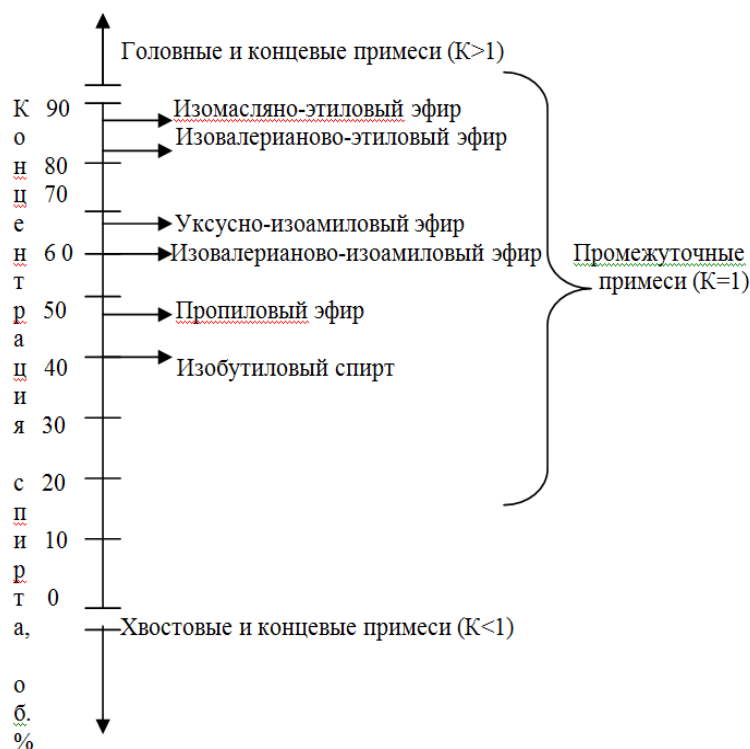 Головные и концевые примеси (К>1)
Концентрация спирта, об. %
90
Изомасляно-этиловый эфир
Изовалерианово-этиловый эфир
80
70
Уксусно-изоамиловый эфир
60
Изовалерианово-изоамиловый эфир
Промежуточные
примеси (К=1)
50
Пропиловый эфир
40
Изобутиловый спирт
30
20
10
0
Хвостовые и концевые примеси (К<1)